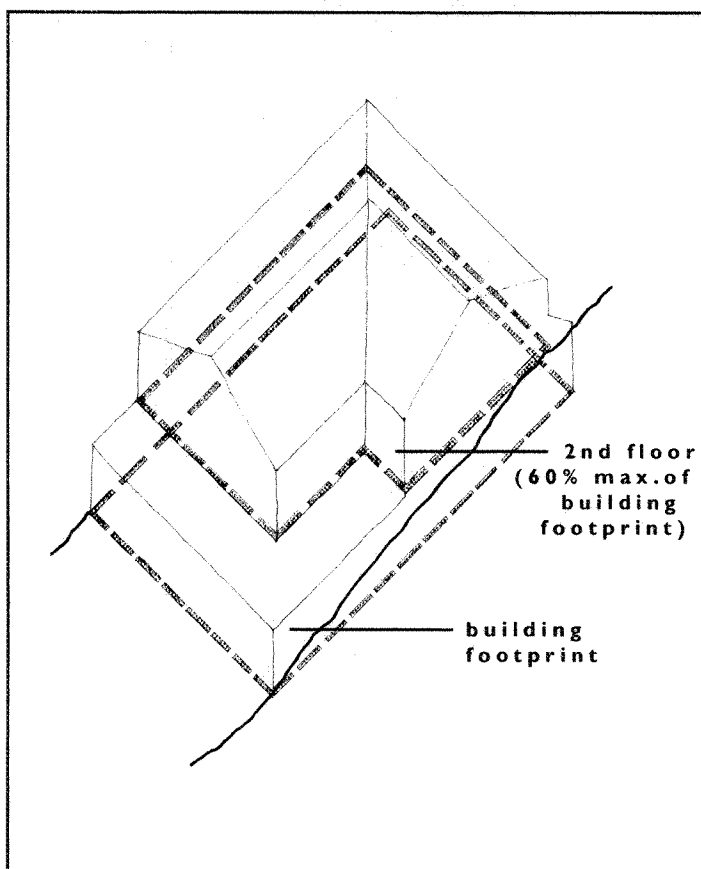 2nd floor
(60% max.of
building
footprint)
building
footprint